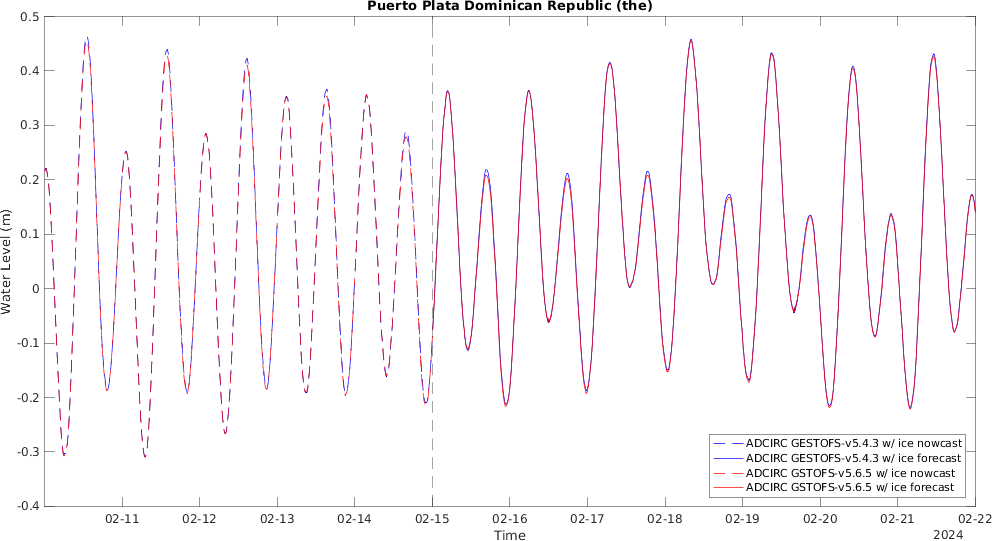 Puerto Plata Dominican Republic (the)
0.5
0.4
0.3
0.2
0.1
0
-0.1
-0.2
-0.3
-0.4
Water Level (m)
ADCIRC GESTOFS-v5.4.3 w/ ice nowcast
ADCIRC GESTOFS-v5.4.3 w/ ice forecast
ADCIRC GSTOFS-v5.6.5 w/ ice nowcast
ADCIRC GSTOFS-v5.6.5 w/ ice forecast
02-11 02-12 02-13 02-14 02-15 02-16 02-17 02-18 02-19 02-20 02-21 02-22
Time
2024